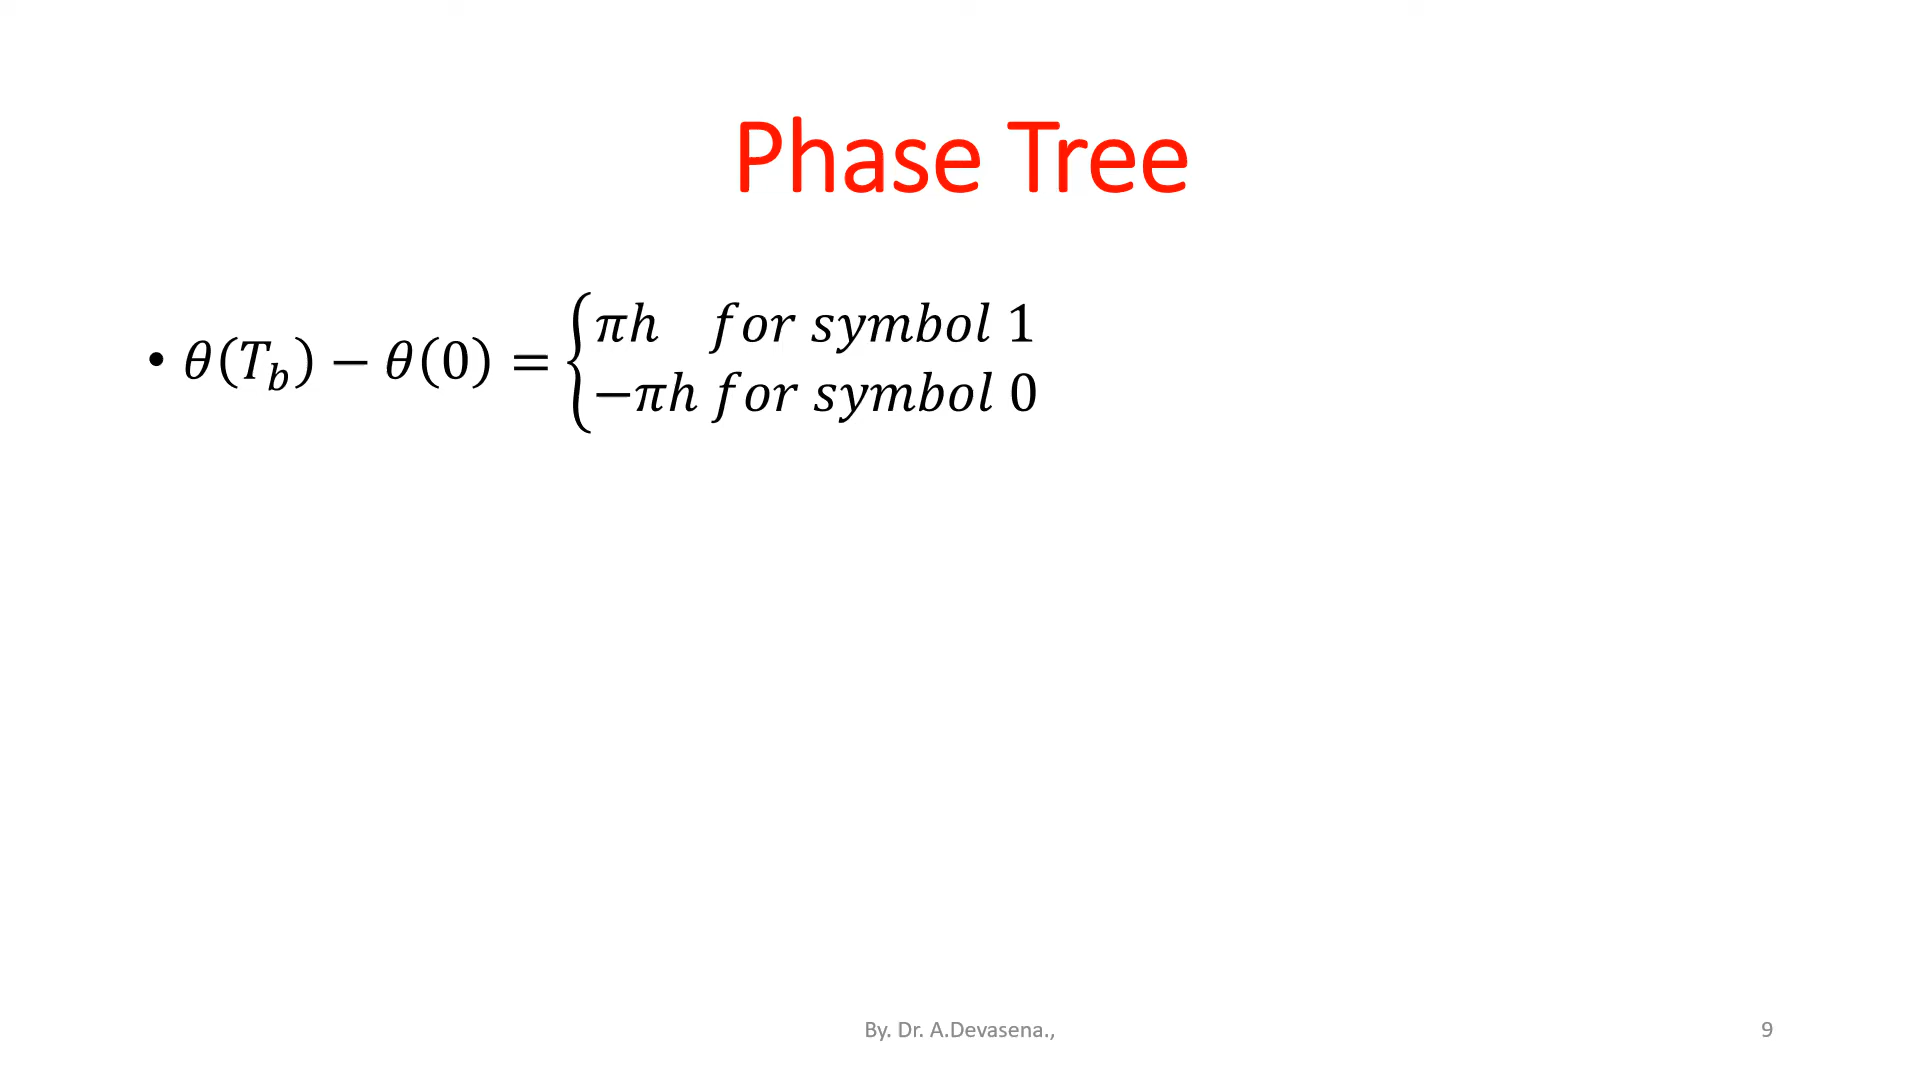 Phase Tree
• θ(T_b) − θ(0) = { πh for symbol 1
−πh for symbol 0
By. Dr. A.Devasena.,
9